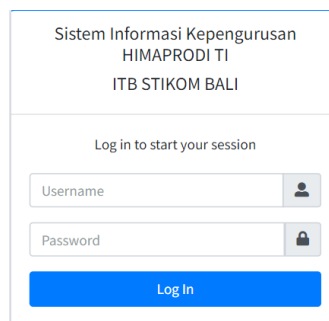 Sistem Informasi Kepengurusan
HIMAPRODI TI
ITB STIKOM BALI
Log in to start your session
Username
Password
Log In